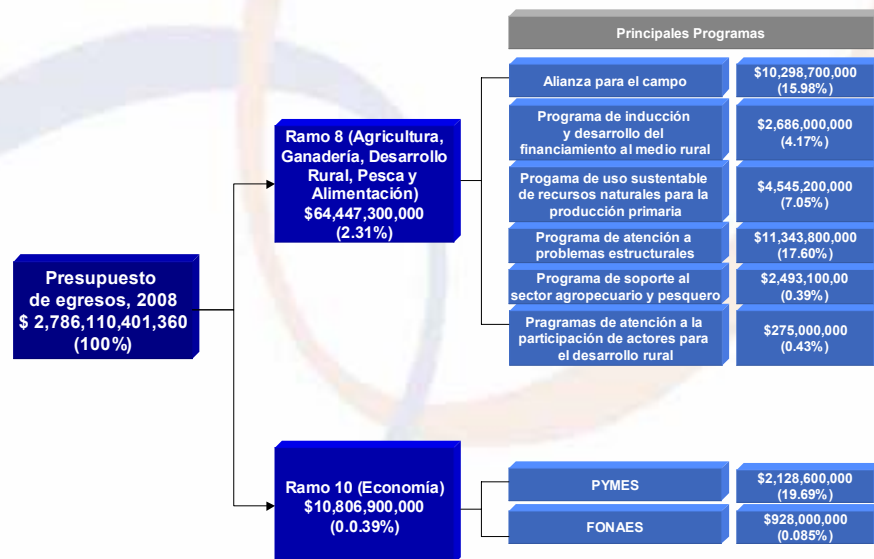 Principales Programas
Alianza para el campo
$10,298,700,000
(15.98%)
Programa de inducción
y desarrollo del
financiamiento al medio rural
$2,686,000,000
(4.17%)
Progama de uso sustentable
de recursos naturales para la
producción primaria
$4,545,200,000
(7.05%)
Programa de atención a
problemas estructurales
$11,343,800,000
(17.60%)
Programa de soporte al
sector agropecuario y pesquero
$2,493,100,00
(0.39%)
Pragramas de atención a la
participación de actores para
el desarrollo rural
$275,000,000
(0.43%)
Ramo 8 (Agricultura,
Ganadería, Desarrollo
Rural, Pesca y
Alimentación)
$64,447,300,000
(2.31%)
Presupuesto
de egresos, 2008
$ 2,786,110,401,360
(100%)
Ramo 10 (Economía)
$10,806,900,000
(0.0.39%)
PYMES
$2,128,600,000
(19.69%)
FONAES
$928,000,000
(0.085%)